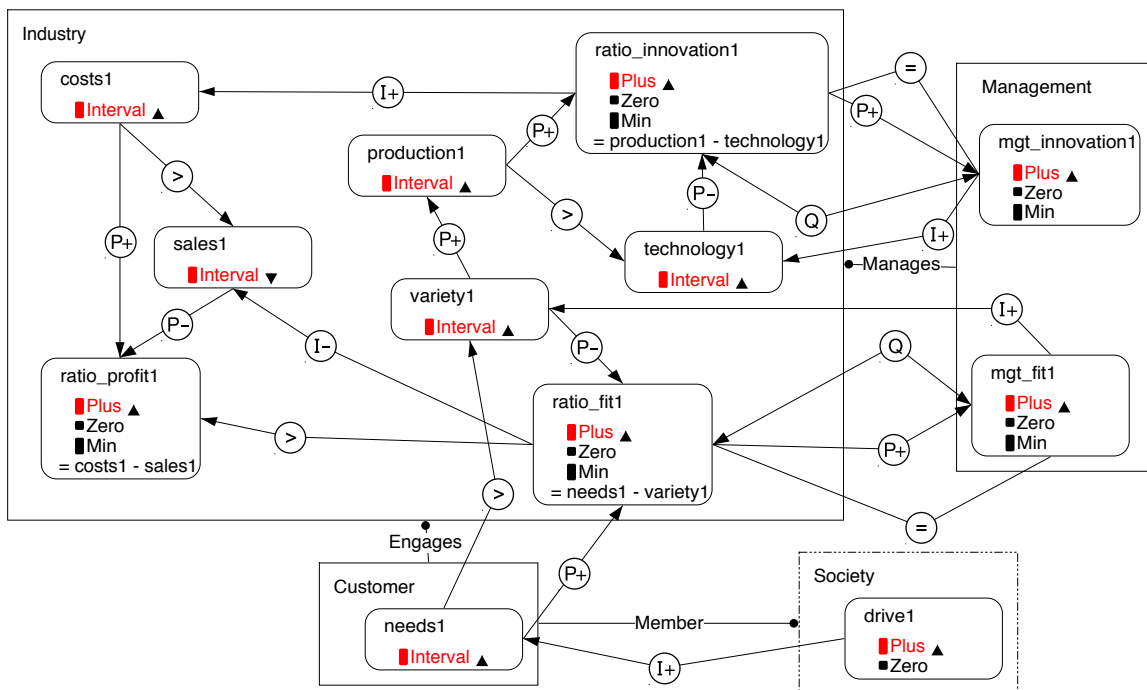 Industry
costs1
Interval
I+
ratio_innovation1
Plus
Zero
Min
= production1 - technology1
=
P+
Management
mgt_innovation1
Plus
Zero
Min
production1
Interval
P+
>
P-
Q
I+
>
P+
sales1
Interval
P+
technology1
Interval
Manages
variety1
Interval
P-
I-
P-
I+
Q
ratio_profit1
Plus
Zero
Min
= costs1 - sales1
>
ratio_fit1
Plus
Zero
Min
= needs1 - variety1
mgt_fit1
Plus
Zero
Min
P+
>
=
Engages
P+
Customer
needs1
Interval
Member
I+
Society
drive1
Plus
Zero